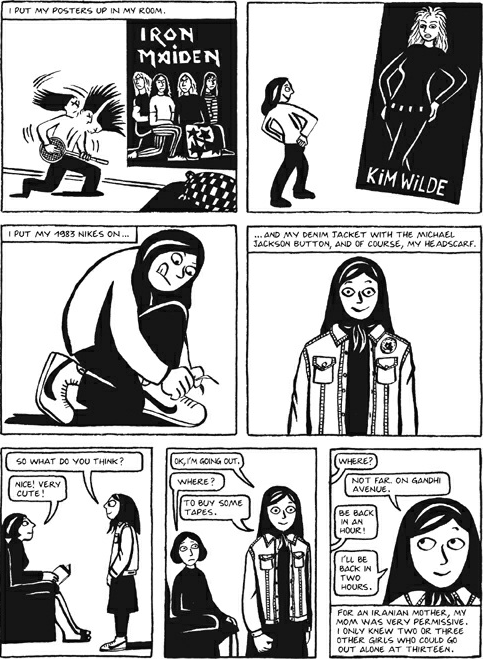 I PUT MY POSTERS UP IN MY ROOM.
IRON
MAIDEN
KIM WILDE
I PUT MY 1983 NIKES ON...
...AND MY DENIM JACKET WITH THE MICHAEL
JACKSON BUTTON, AND OF COURSE, MY HEADSCARF.
SO WHAT DO YOU THINK?
NICE! VERY
CUTE!
OK, I'M GOING OUT.
WHERE?
TO BUY SOME
TAPES.
WHERE?
NOT FAR. ON GANDHI
AVENUE.
BE BACK
IN AN
HOUR!
I'LL BE
BACK IN
TWO
HOURS.
FOR AN IRANIAN MOTHER, MY
MOM WAS VERY PERMISSIVE.
I ONLY KNEW TWO OR THREE
OTHER GIRLS WHO COULD GO
OUT ALONE AT THIRTEEN.